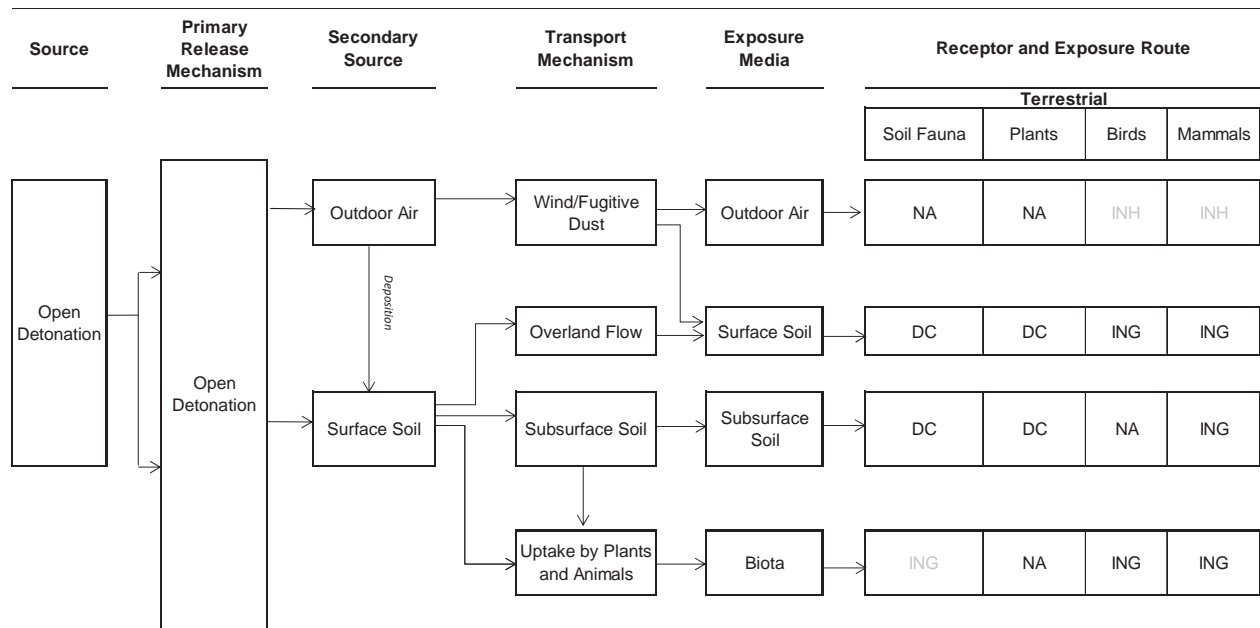 Source
Primary
Release
Mechanism
Secondary
Source
Transport
Mechanism
Exposure
Media
Receptor and Exposure Route
Terrestrial
Soil Fauna
Plants
Birds
Mammals
Open
Detonation
Open
Detonation
Outdoor Air
Deposition
Surface Soil
Wind/Fugitive
Dust
Outdoor Air
NA
NA
INH
INH
Overland Flow
Surface Soil
DC
DC
ING
ING
Subsurface Soil
Subsurface
Soil
DC
DC
NA
ING
Uptake by Plants
and Animals
Biota
ING
NA
ING
ING